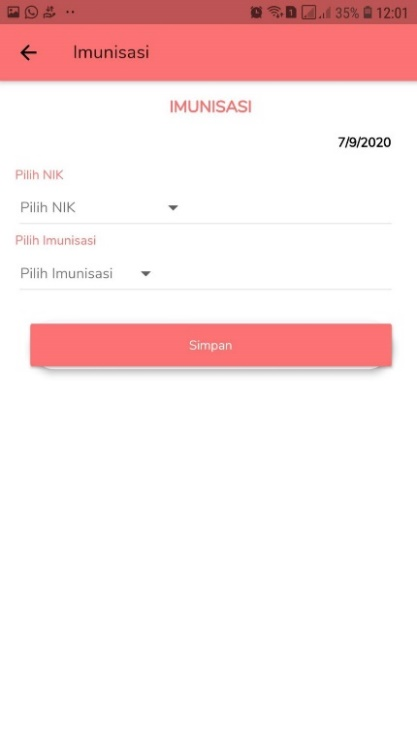 35% 12:01
Imunisasi
IMUNISASI
7/9/2020
Pilih NIK
Pilih NIK
Pilih Imunisasi
Pilih Imunisasi
Simpan